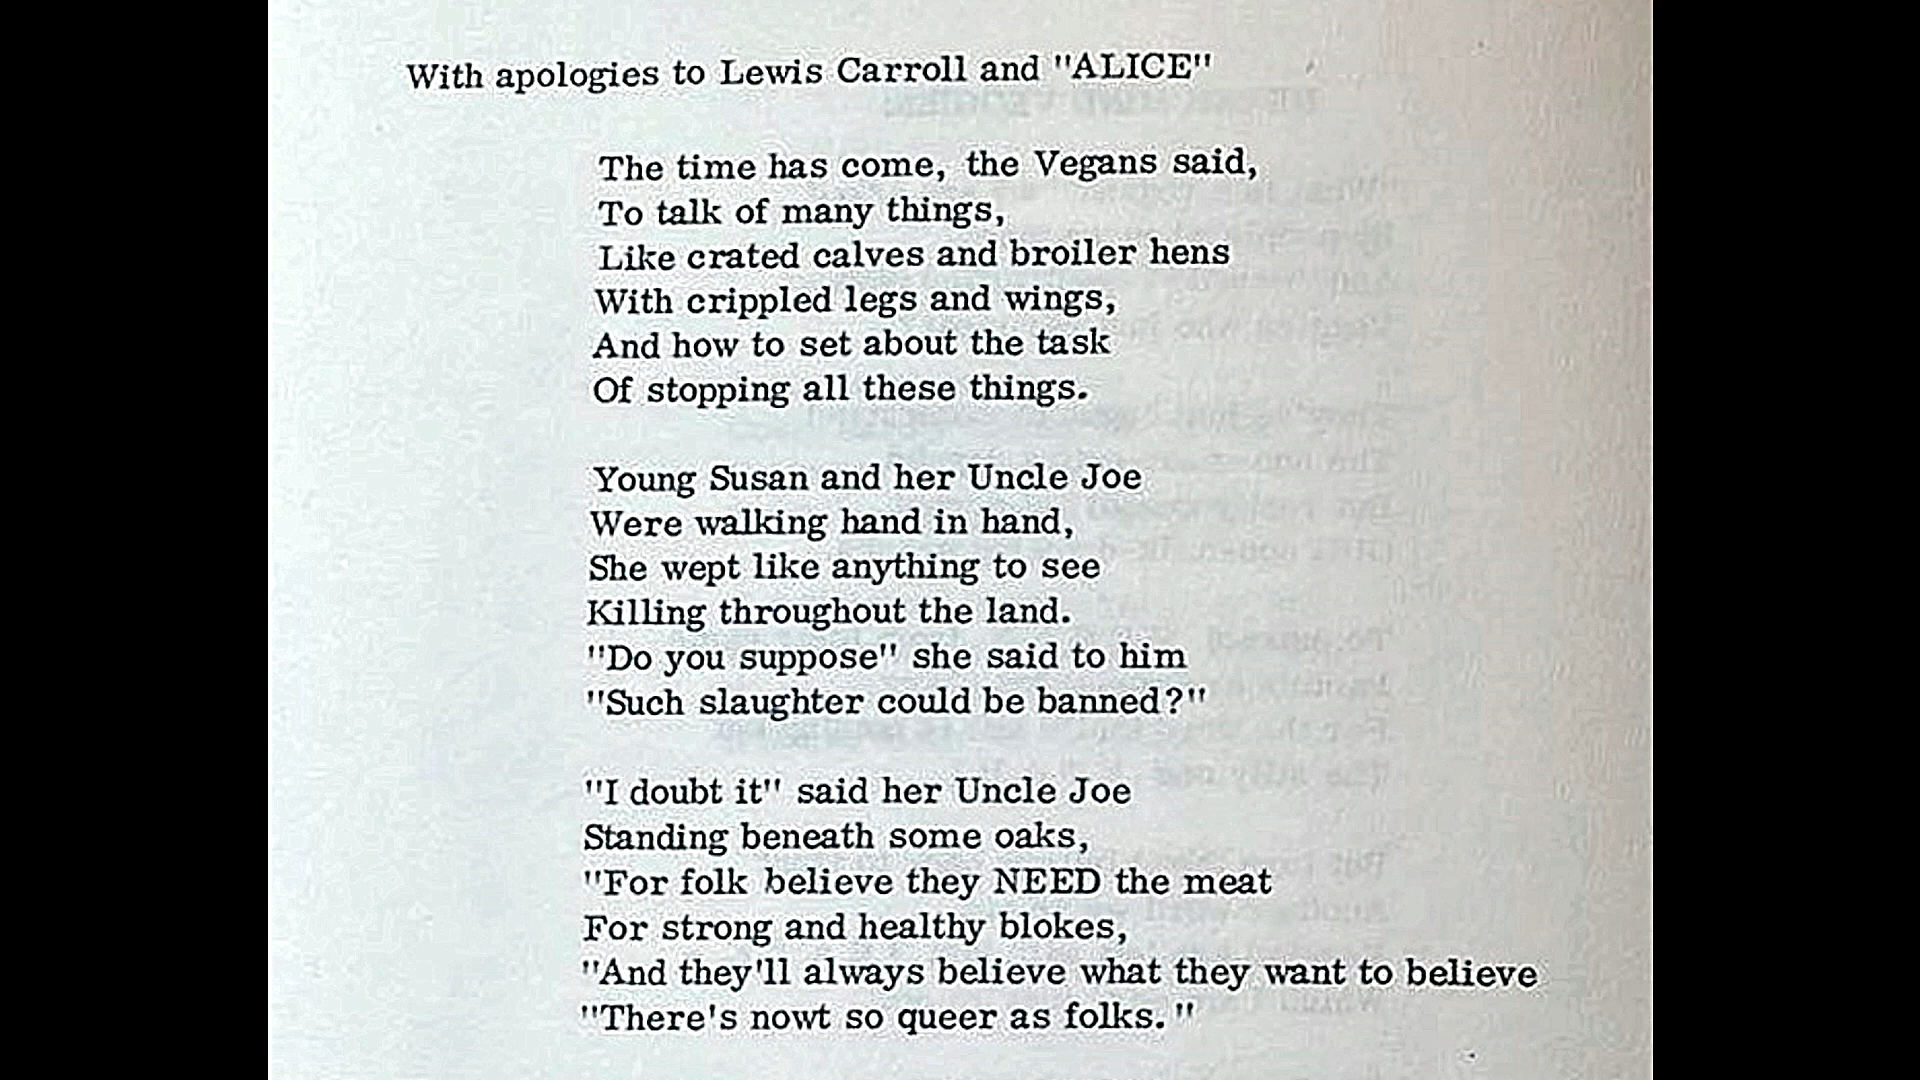 With apologies to Lewis Carroll and "ALICE"
The time has come, the Vegans said,
To talk of many things,
Like crated calves and broiler hens
With crippled legs and wings,
And how to set about the task
Of stopping all these things.
Young Susan and her Uncle Joe
Were walking hand in hand,
She wept like anything to see
Killing throughout the land.
"Do you suppose" she said to him
"Such slaughter could be banned?"
"I doubt it" said her Uncle Joe
Standing beneath some oaks,
"For folk believe they NEED the meat
For strong and healthy blokes,
"And they'll always believe what they want to believe
"There's nowt so queer as folks."